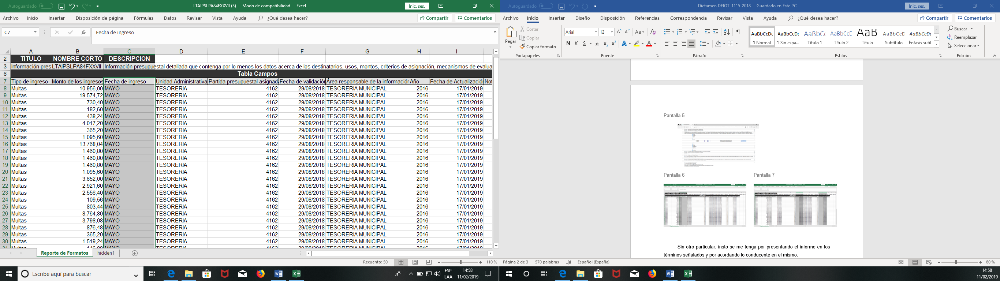 Autoguardado
LTAIPSLPA84FXXVII (3) - Modo de compatibilidad - Excel
Inic. ses.
Archivo Inicio Insertar Disposición de página Fórmulas Datos Revisar Vista Ayuda ¿Qué desea hacer? Compartir Comentarios
C7 fx Fecha de ingreso
A B C D E F G H I
2 TITULO NOMBRE CORTO DESCRIPCION
3 Información pres LTAIPSLPA84FXXVII Información presupuestal detallada que contenga por lo menos los datos acerca de los destinatarios, usos, montos, criterios de asignación, mecanismos de evalua
6 Tabla Campos
7 Tipo de ingreso Monto de los ingresos Fecha de ingreso Unidad Administrativa Partida presupuestal asignada Fecha de validación Área responsable de la información Año Fecha de Actualización Not
8 Multas 10.956,00 MAYO TESORERIA 4162 29/08/2018 TESORERIA MUNICIPAL 2016 17/01/2019
9 Multas 19.574,72 MAYO TESORERIA 4162 29/08/2018 TESORERIA MUNICIPAL 2016 17/01/2019
10 Multas 730,40 MAYO TESORERIA 4162 29/08/2018 TESORERIA MUNICIPAL 2016 17/01/2019
11 Multas 182,60 MAYO TESORERIA 4162 29/08/2018 TESORERIA MUNICIPAL 2016 17/01/2019
12 Multas 438,24 MAYO TESORERIA 4162 29/08/2018 TESORERIA MUNICIPAL 2016 17/01/2019
13 Multas 4.017,20 MAYO TESORERIA 4162 29/08/2018 TESORERIA MUNICIPAL 2016 17/01/2019
14 Multas 365,20 MAYO TESORERIA 4162 29/08/2018 TESORERIA MUNICIPAL 2016 17/01/2019
15 Multas 1.095,60 MAYO TESORERIA 4162 29/08/2018 TESORERIA MUNICIPAL 2016 17/01/2019
16 Multas 13.768,04 MAYO TESORERIA 4162 29/08/2018 TESORERIA MUNICIPAL 2016 17/01/2019
17 Multas 1.460,80 MAYO TESORERIA 4162 29/08/2018 TESORERIA MUNICIPAL 2016 17/01/2019
18 Multas 1.460,80 MAYO TESORERIA 4162 29/08/2018 TESORERIA MUNICIPAL 2016 17/01/2019
19 Multas 1.460,80 MAYO TESORERIA 4162 29/08/2018 TESORERIA MUNICIPAL 2016 17/01/2019
20 Multas 1.095,60 MAYO TESORERIA 4162 29/08/2018 TESORERIA MUNICIPAL 2016 17/01/2019
21 Multas 3.652,00 MAYO TESORERIA 4162 29/08/2018 TESORERIA MUNICIPAL 2016 17/01/2019
22 Multas 2.921,60 MAYO TESORERIA 4162 29/08/2018 TESORERIA MUNICIPAL 2016 17/01/2019
23 Multas 2.556,40 MAYO TESORERIA 4162 29/08/2018 TESORERIA MUNICIPAL 2016 17/01/2019
24 Multas 109,56 MAYO TESORERIA 4162 29/08/2018 TESORERIA MUNICIPAL 2016 17/01/2019
25 Multas 803,44 MAYO TESORERIA 4162 29/08/2018 TESORERIA MUNICIPAL 2016 17/01/2019
26 Multas 8.764,80 MAYO TESORERIA 4162 29/08/2018 TESORERIA MUNICIPAL 2016 17/01/2019
27 Multas 3.798,08 MAYO TESORERIA 4162 29/08/2018 TESORERIA MUNICIPAL 2016 17/01/2019
28 Multas 876,48 MAYO TESORERIA 4162 29/08/2018 TESORERIA MUNICIPAL 2016 17/01/2019
29 Multas 365,20 MAYO TESORERIA 4162 29/08/2018 TESORERIA MUNICIPAL 2016 17/01/2019
30 Multas 1.519,24 MAYO TESORERIA 4162 29/08/2018 TESORERIA MUNICIPAL 2016 17/01/2019
31 Multas 146,08 MAYO TESORERIA 4162 29/08/2018 TESORERIA MUNICIPAL 2016 17/01/2019
Reporte de Formatos hidden1
Recuento: 50 110 %
Escribe aquí para buscar
ESP
LAA
14:58
11/02/2019
Autoguardado
Dictamen DEIOT-1115-2018 - Guardado en Este PC
Inic. ses.
Archivo Inicio Insertar Diseño Disposición Referencias Correspondencia Revisar Vista Ayuda ¿Qué desea hacer? Compartir Comentarios
Pegar
Cortar
Copiar
Copiar formato
Portapapeles
Arial 12 A A Aa
N K S ab x2 x2 A A
Fuente
Párrafo
AaBbCcDc AaBbCcDc AaBbCc AaBbCcD AaB AaBbCcD AaBbCcDc
¶ Normal ¶ Sin espa... Título 1 Título 2 Título Subtítulo Énfasis sutil
Estilos
Buscar
Reemplazar
Seleccionar
Edición
Pantalla 5
Pantalla 6 Pantalla 7
Sin otro particular, insto se me tenga por presentando el informe en los
términos señalados y por acordando lo conducente en el mismo.
Página 2 de 3 570 palabras Español (España) 80 %
14:58
11/02/2019